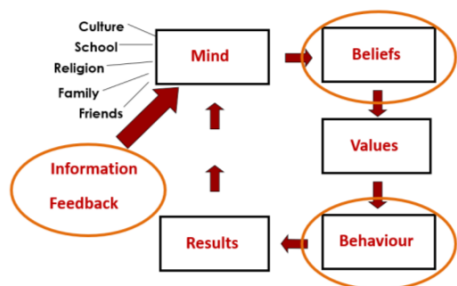 Culture
School
Religion
Family
Friends
Mind
Beliefs
Information
Feedback
Values
Results
Behaviour